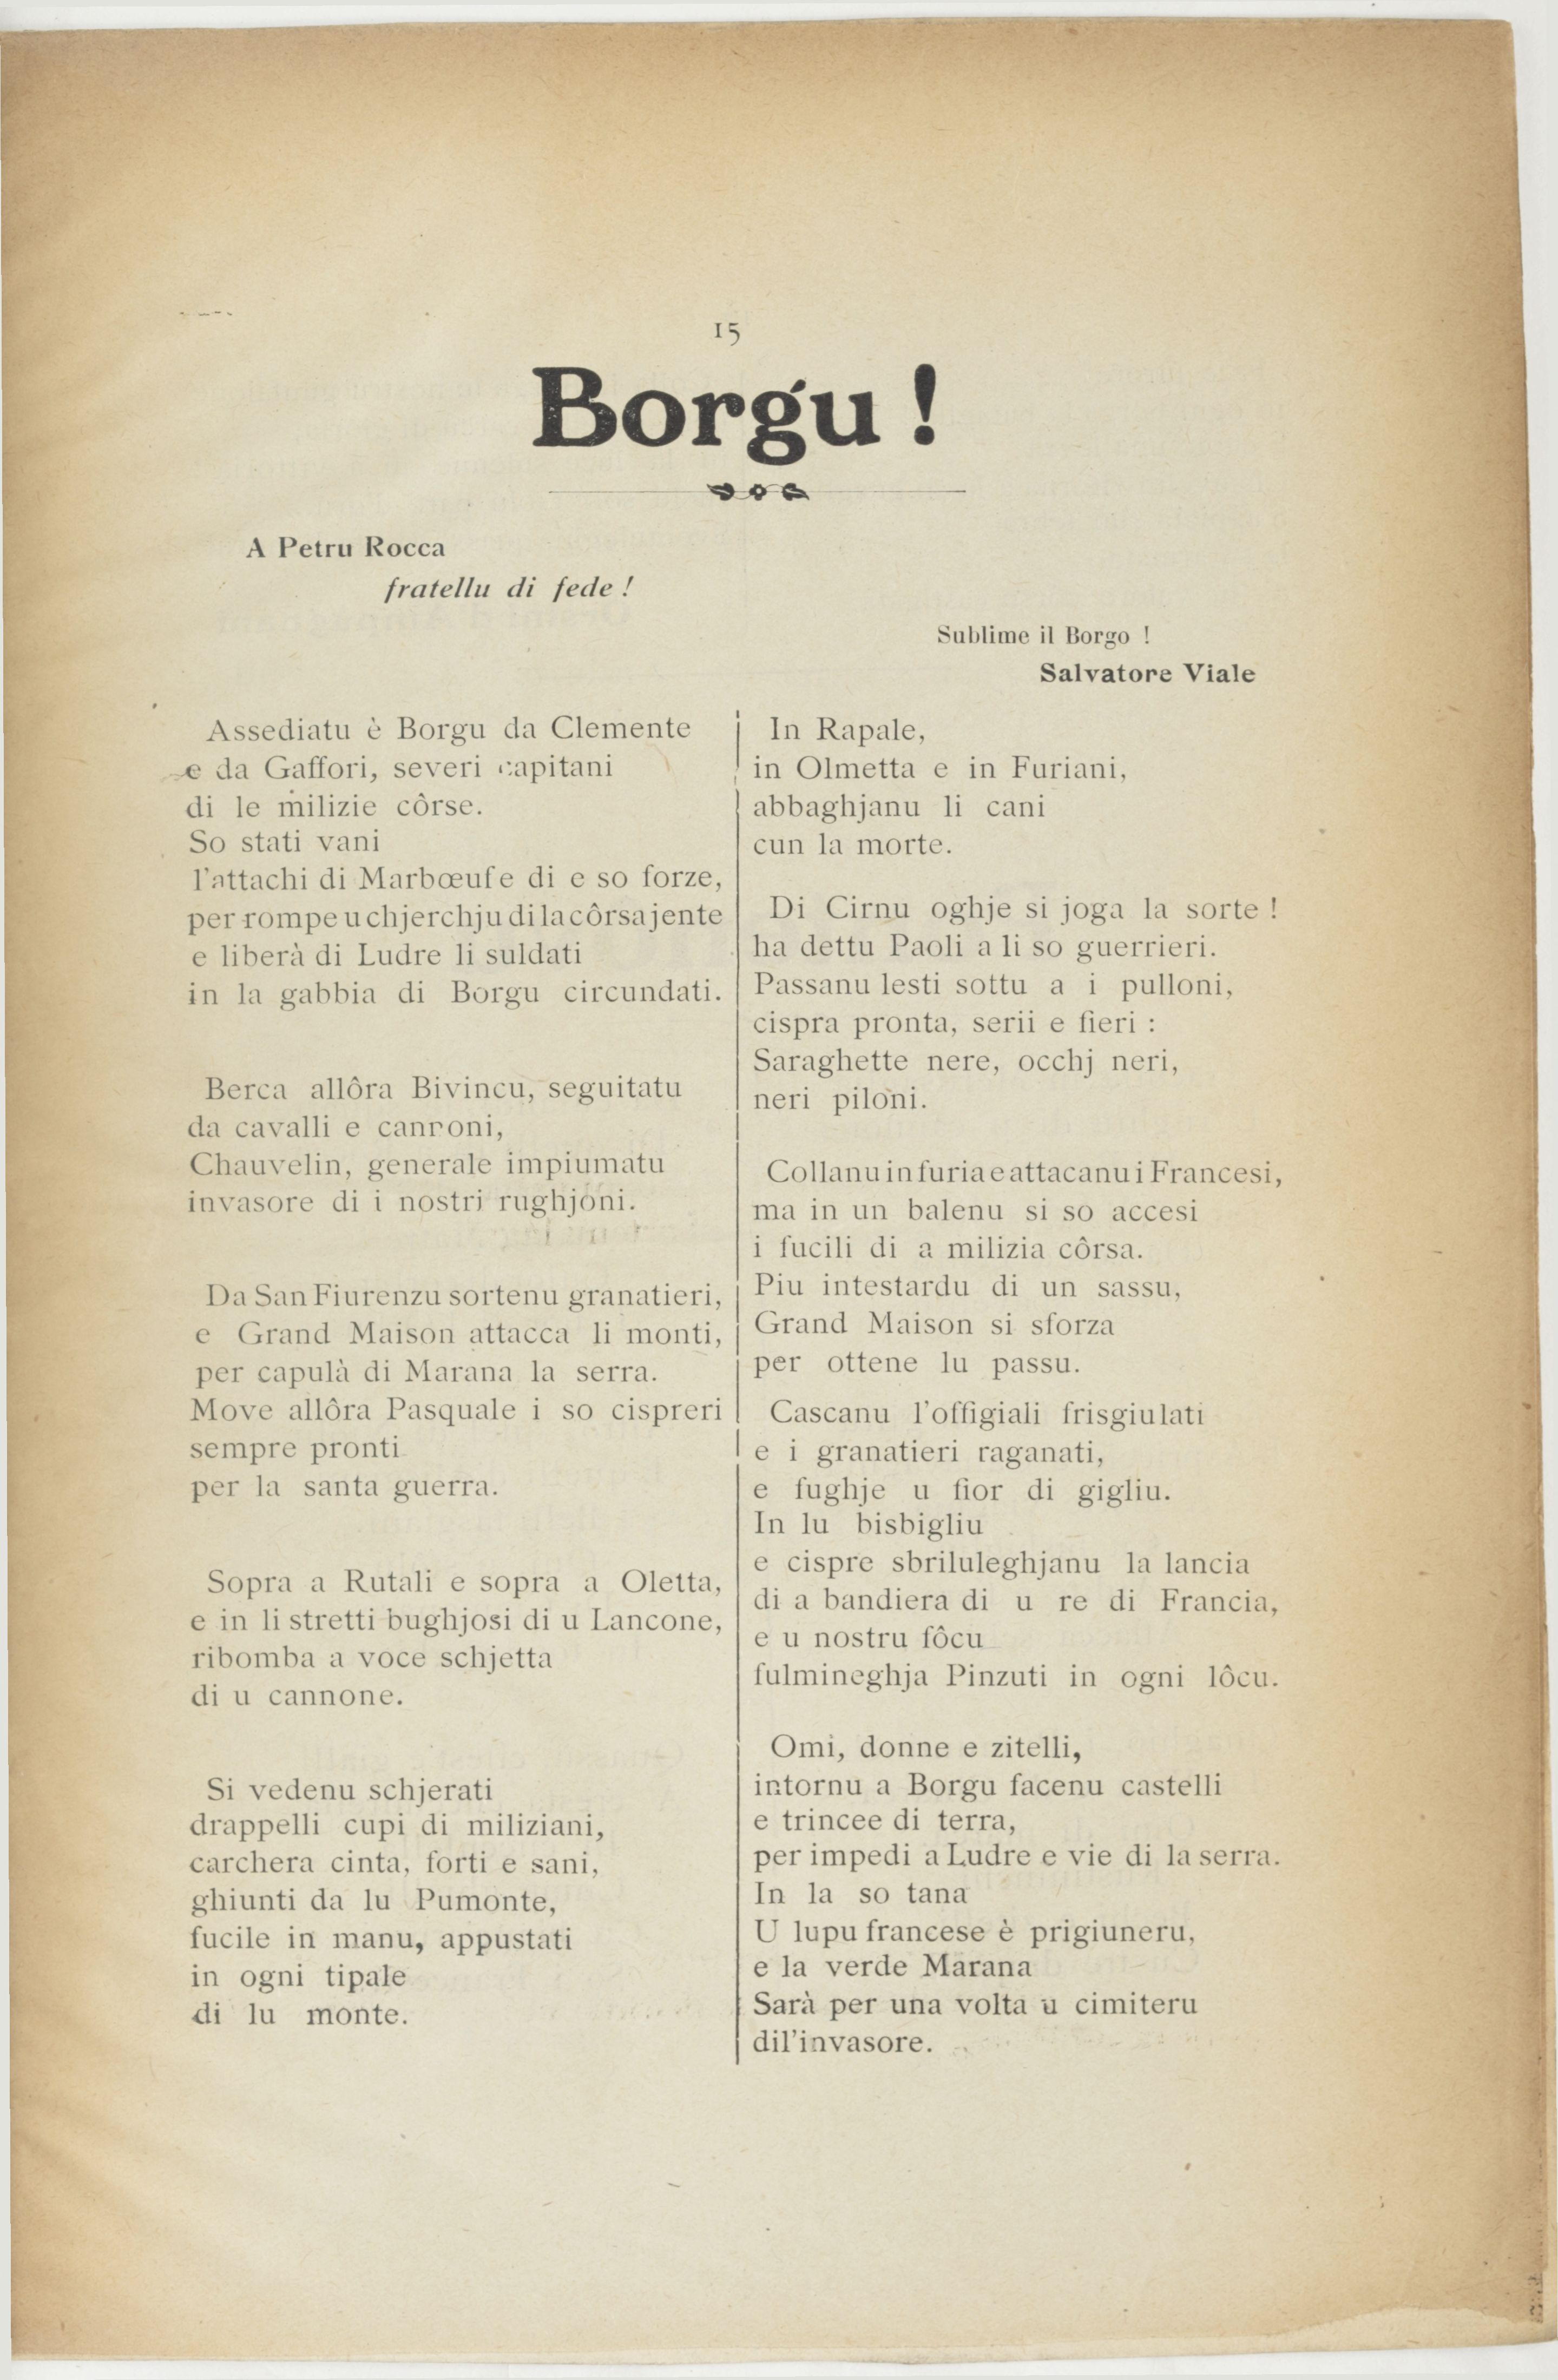 15
Borgu !
A Petru Rocca
fratellu di fede !
Sublime il Borgo !
Salvatore Viale
Assediatu è Borgu da Clemente
e da Gaffori, severi capitani
di le milizie côrse.
So stati vani
l'attachi di Marbœuf e di e so forze,
per rompe u chjerchju di la côrsa jente
e liberà di Ludre li suldati
in la gabbia di Borgu circundati.
Berca allôra Bivincu, seguitatu
da cavalli e cannoni,
Chauvelin, generale impiumatu
invasore di i nostri rughjoni.
Da San Fiurenzu sortenu granatieri,
e Grand Maison attacca li monti,
per capulà di Marana la serra.
Move allôra Pasquale i so cispreri
sempre pronti
per la santa guerra.
Sopra a Rutali e sopra a Oletta,
e in li stretti bughjosi di u Lancone,
ribomba a voce schjetta
di u cannone.
Si vedenu schjerati
drappelli cupi di miliziani,
carchera cinta, forti e sani,
ghiunti da lu Pumonte,
fucile in manu, appustati
in ogni tipale
di lu monte.
In Rapale,
in Olmetta e in Furiani,
abbaghjanu li cani
cun la morte.
Di Cirnu oghje si joga la sorte !
ha dettu Paoli a li so guerrieri.
Passanu lesti sottu a i pulloni,
cispra pronta, serii e fieri :
Saraghette nere, occhj neri,
neri piloni.
Collanu in furia e attacanu i Francesi,
ma in un balenu si so accesi
i fucili di a milizia côrsa.
Piu intestardu di un sassu,
Grand Maison si sforza
per ottene lu passu.
Cascanu l'offigiali frisgiulati
e i granatieri raganati,
e fughje u fior di gigliu.
In lu bisbigliu
e cispre sbriluleghjanu la lancia
di a bandiera di u re di Francia,
e u nostru fôcu
fulmineghja Pinzuti in ogni lôcu.
Omi, donne e zitelli,
intornu a Borgu facenu castelli
e trincee di terra,
per impedi a Ludre e vie di la serra.
In la so tana
U lupu francese è prigiuneru,
e la verde Marana
Sarà per una volta u cimiteru
dil'invasore.